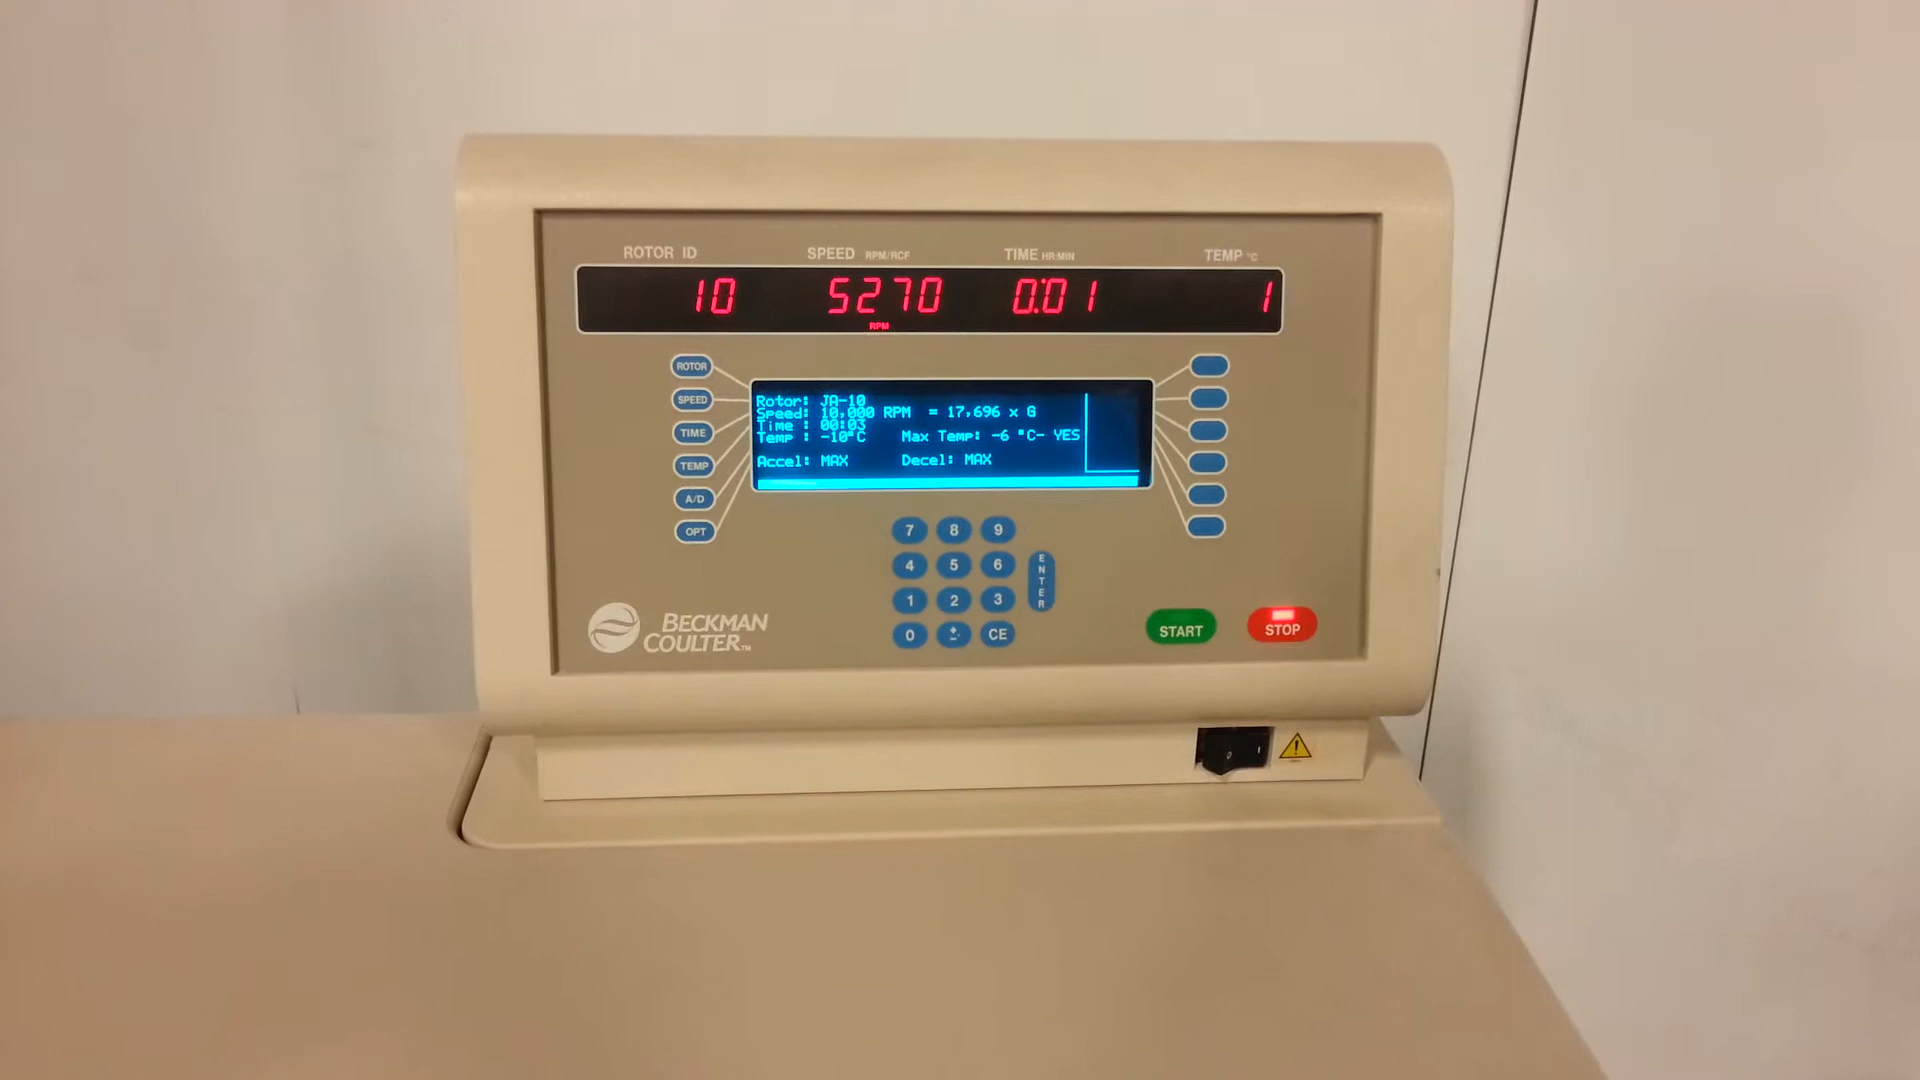 ROTOR ID SPEED RPM/RCF TIME HR:MIN TEMP °C
10 5270 0:01 1
RPM
ROTOR
SPEED
TIME
TEMP
A/D
OPT
Rotor: JA-10
Speed: 10,000 RPM = 17,696 x G
Time : 00:03
Temp : -10°C Max Temp: -6 °C- YES
Accel: MAX Decel: MAX
7 8 9
4 5 6
1 2 3
0 +-. CE
ENTER
START STOP
BECKMAN
COULTER™